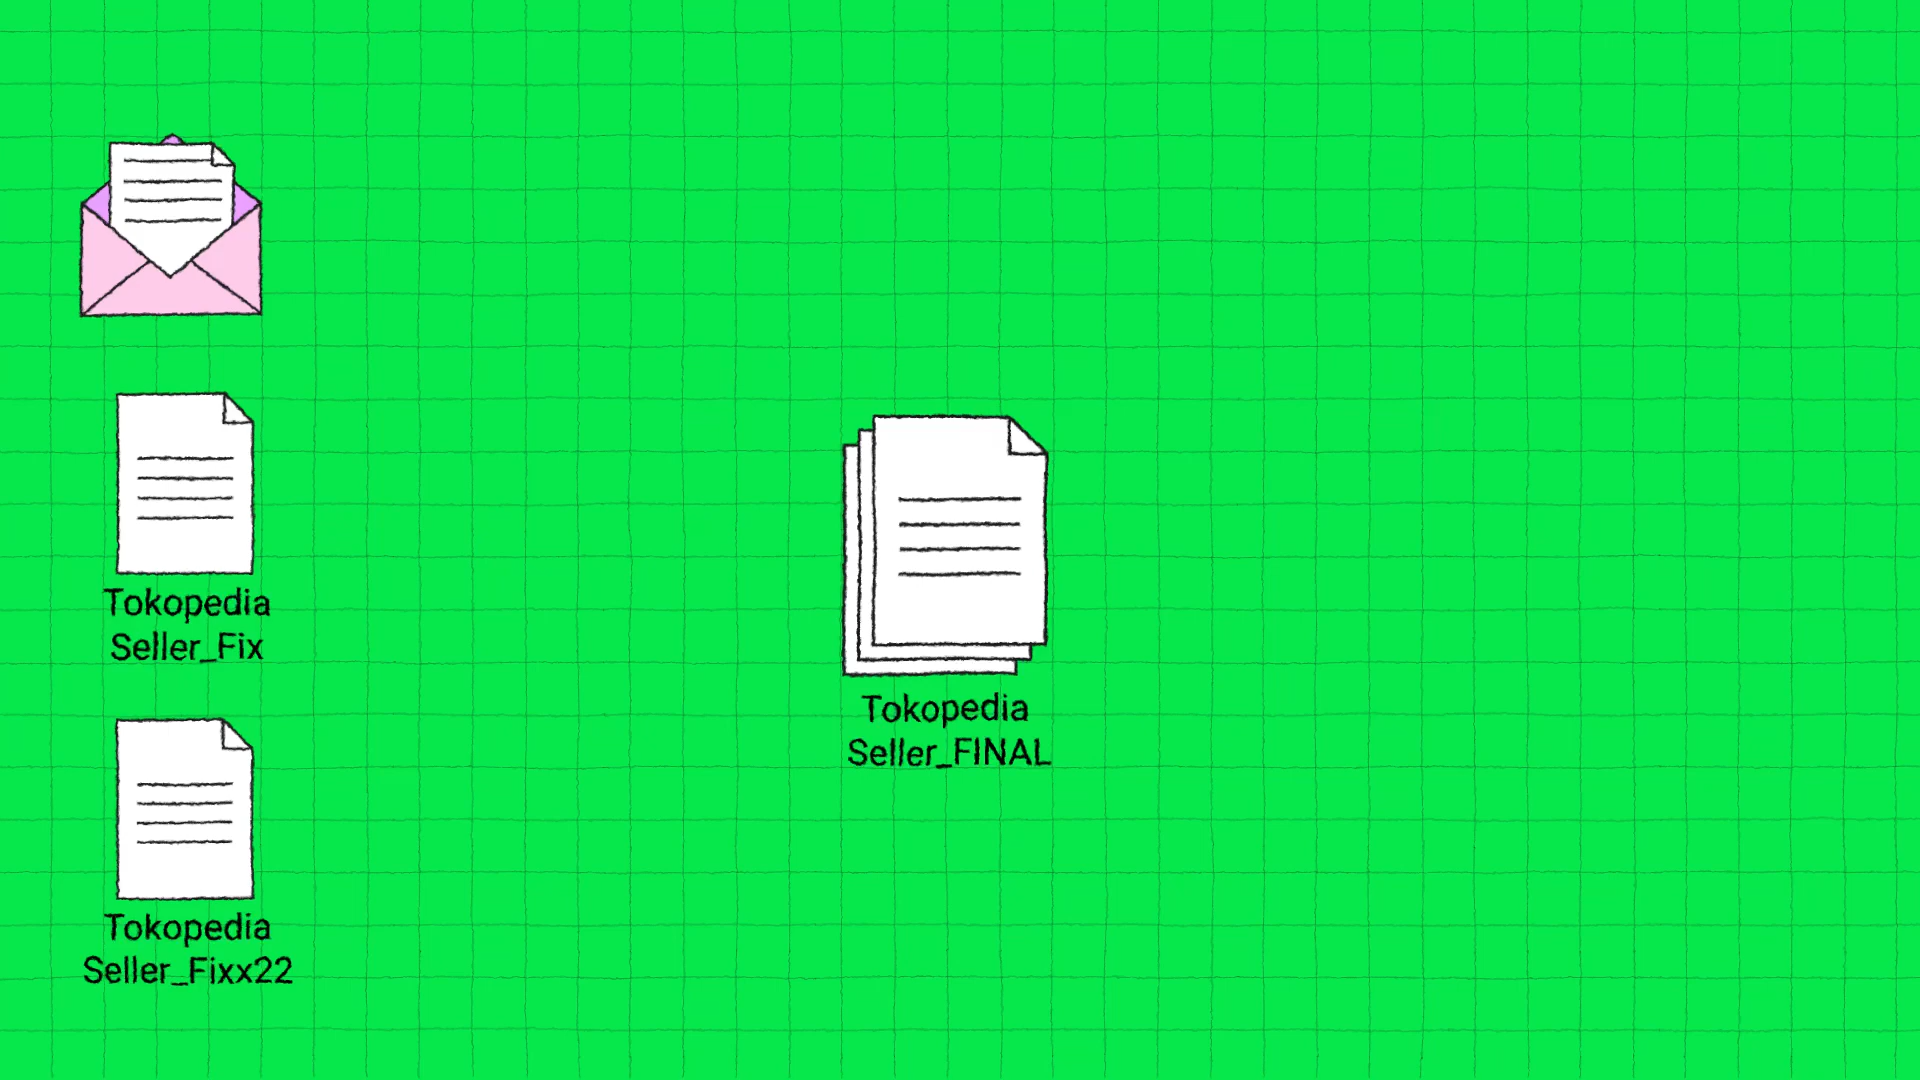 Tokopedia
Seller_Fix
Tokopedia
Seller_Fixx22
Tokopedia
Seller_FINAL